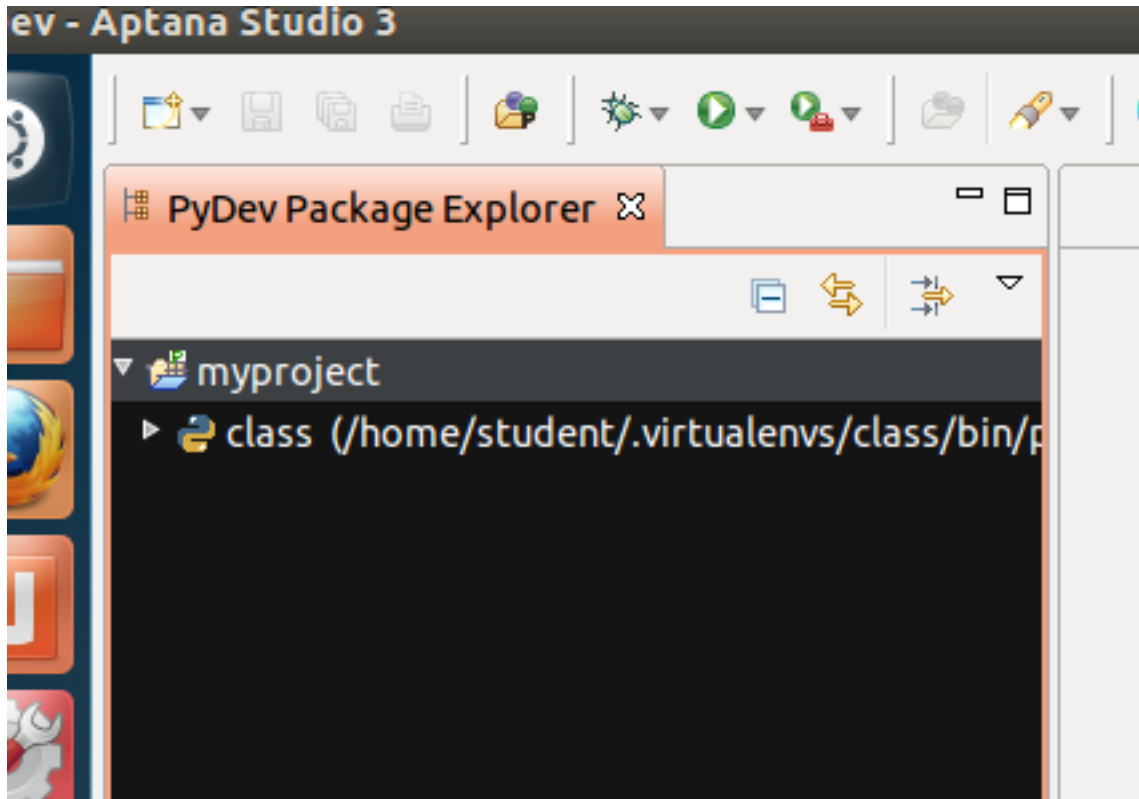 ev - Aptana Studio 3
PyDev Package Explorer
myproject
class (/home/student/.virtualenvs/class/bin/p